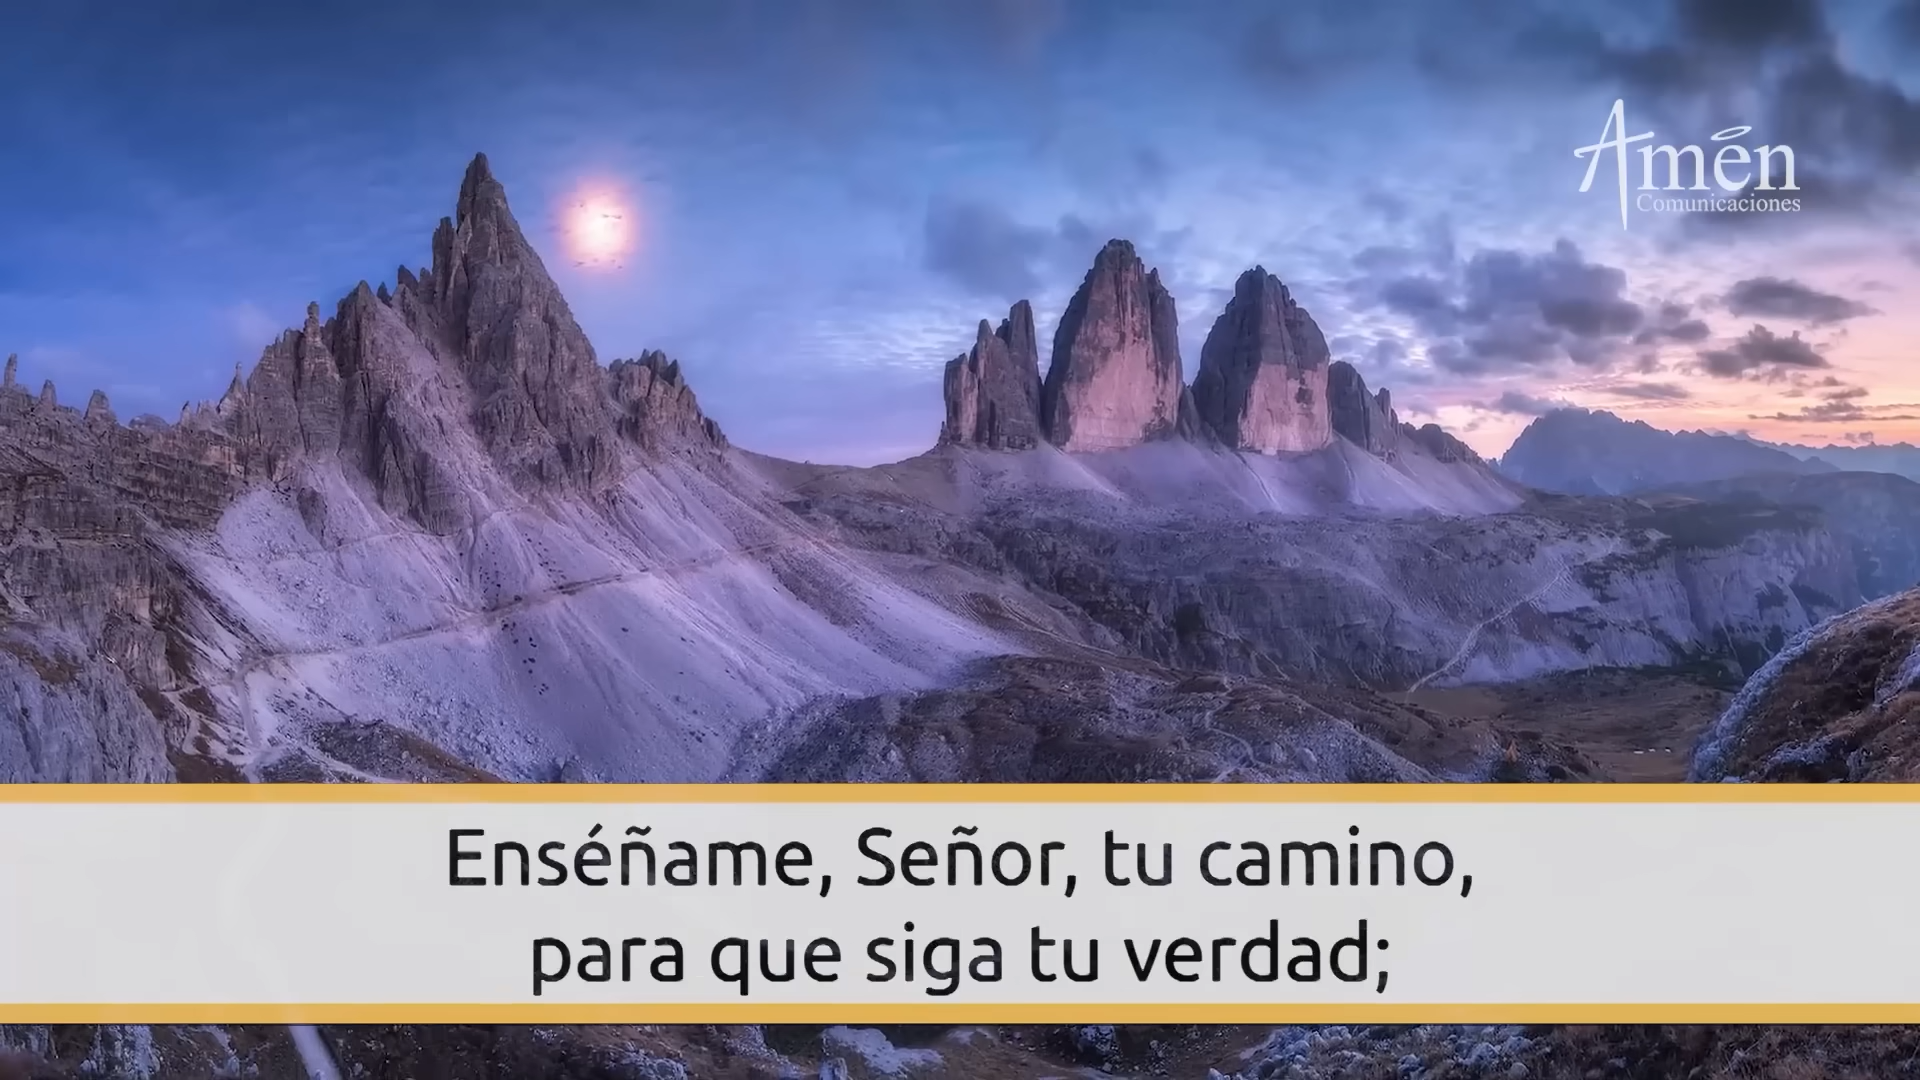 Amén
Comunicaciones
Enséñame, Señor, tu camino,
para que siga tu verdad;